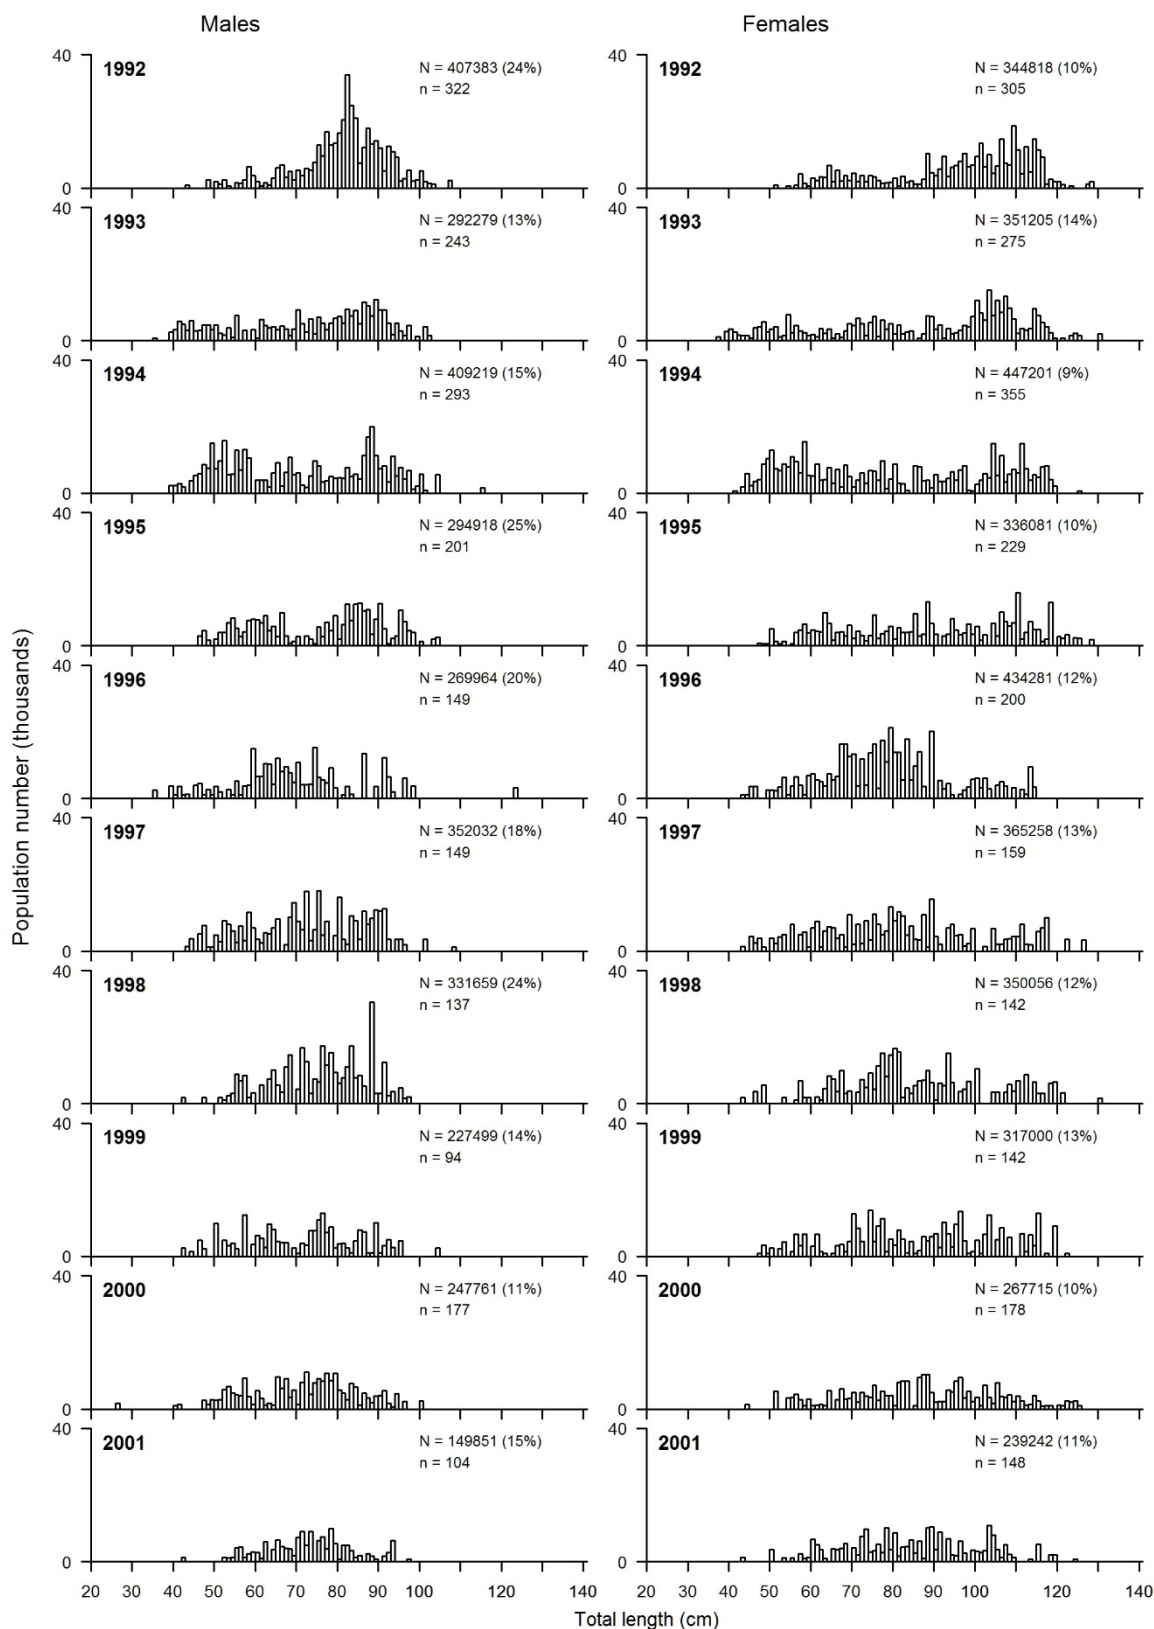 Males Females
40 40
1992 N = 407383 (24%) 1992 N = 344818 (10%)
n = 322 n = 305
0 0
40 40
1993 N = 292279 (13%) 1993 N = 351205 (14%)
n = 243 n = 275
0 0
40 40
1994 N = 409219 (15%) 1994 N = 447201 (9%)
n = 293 n = 355
0 0
40 40
1995 N = 294918 (25%) 1995 N = 336081 (10%)
n = 201 n = 229
0 0
40 40
1996 N = 269964 (20%) 1996 N = 434281 (12%)
n = 149 n = 200
0 0
40 40
1997 N = 352032 (18%) 1997 N = 365258 (13%)
n = 149 n = 159
0 0
40 40
1998 N = 331659 (24%) 1998 N = 350056 (12%)
n = 137 n = 142
0 0
40 40
1999 N = 227499 (14%) 1999 N = 317000 (13%)
n = 94 n = 142
0 0
40 40
2000 N = 247761 (11%) 2000 N = 267715 (10%)
n = 177 n = 178
0 0
40 40
2001 N = 149851 (15%) 2001 N = 239242 (11%)
n = 104 n = 148
0 0
20 30 40 50 60 70 80 90 100 120 140 20 30 40 50 60 70 80 90 100 120 140
Total length (cm)
Population number (thousands)